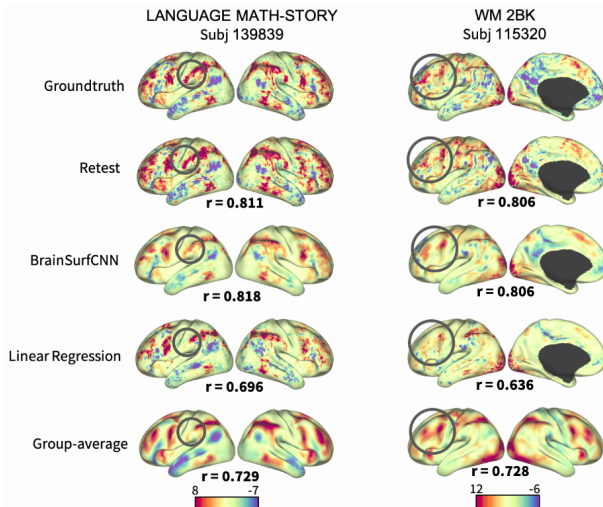 LANGUAGE MATH-STORY
Subj 139839
WM 2BK
Subj 115320
Groundtruth
Retest
r = 0.811
r = 0.806
BrainSurfCNN
r = 0.818
r = 0.806
Linear Regression
r = 0.696
r = 0.636
Group-average
r = 0.729
r = 0.728
8 -7
12 -6